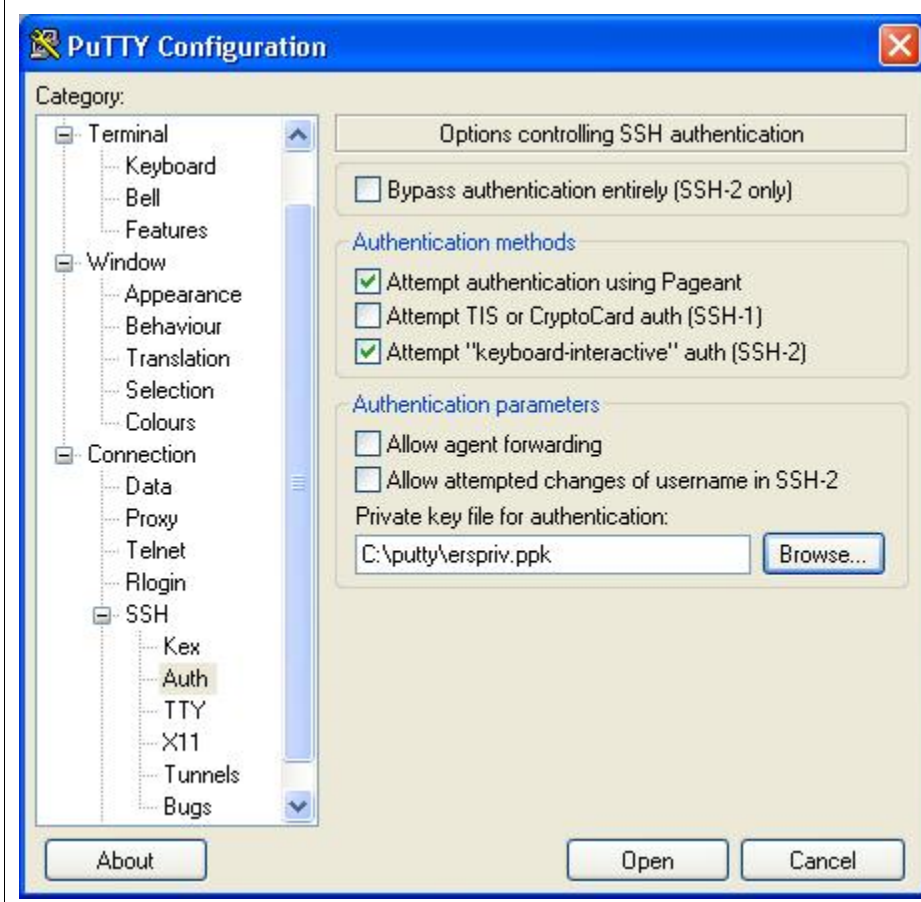 PuTTY Configuration
Category:
Terminal
Keyboard
Bell
Features
Window
Appearance
Behaviour
Translation
Selection
Colours
Connection
Data
Proxy
Telnet
Rlogin
SSH
Kex
Auth
TTY
X11
Tunnels
Bugs
Options controlling SSH authentication
Bypass authentication entirely (SSH-2 only)
Authentication methods
Attempt authentication using Pageant
Attempt TIS or CryptoCard auth (SSH-1)
Attempt "keyboard-interactive" auth (SSH-2)
Authentication parameters
Allow agent forwarding
Allow attempted changes of username in SSH-2
Private key file for authentication:
C:\putty\erspriv.ppk
Browse...
About
Open
Cancel